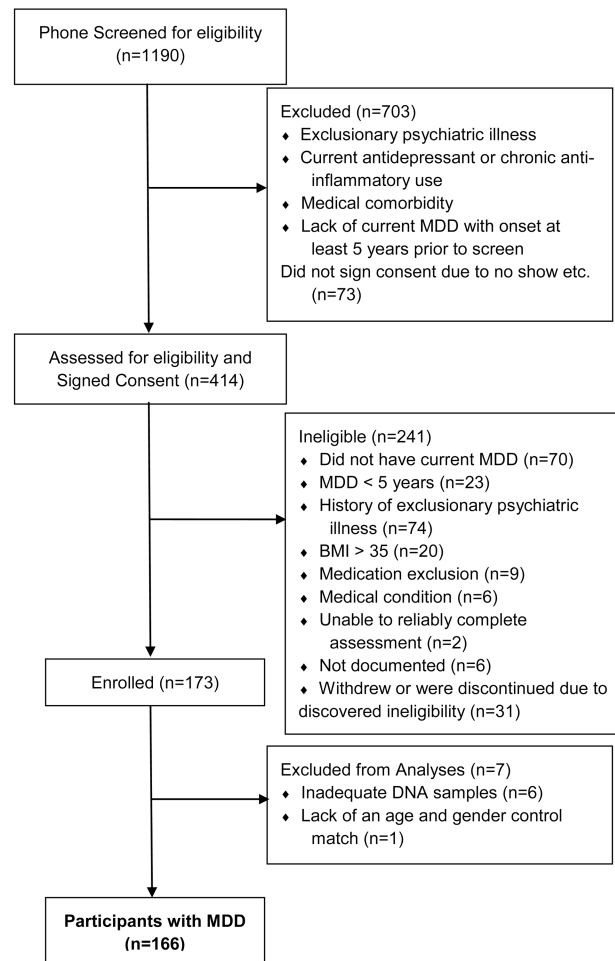 Phone Screened for eligibility
(n=1190)
Excluded (n=703)
♦ Exclusionary psychiatric illness
♦ Current antidepressant or chronic anti-
inflammatory use
♦ Medical comorbidity
♦ Lack of current MDD with onset at
least 5 years prior to screen
Did not sign consent due to no show etc.
(n=73)
Assessed for eligibility and
Signed Consent (n=414)
Ineligible (n=241)
♦ Did not have current MDD (n=70)
♦ MDD < 5 years (n=23)
♦ History of exclusionary psychiatric
illness (n=74)
♦ BMI > 35 (n=20)
♦ Medication exclusion (n=9)
♦ Medical condition (n=6)
♦ Unable to reliably complete
assessment (n=2)
♦ Not documented (n=6)
♦ Withdrew or were discontinued due to
discovered ineligibility (n=31)
Enrolled (n=173)
Excluded from Analyses (n=7)
♦ Inadequate DNA samples (n=6)
♦ Lack of an age and gender control
match (n=1)
Participants with MDD
(n=166)